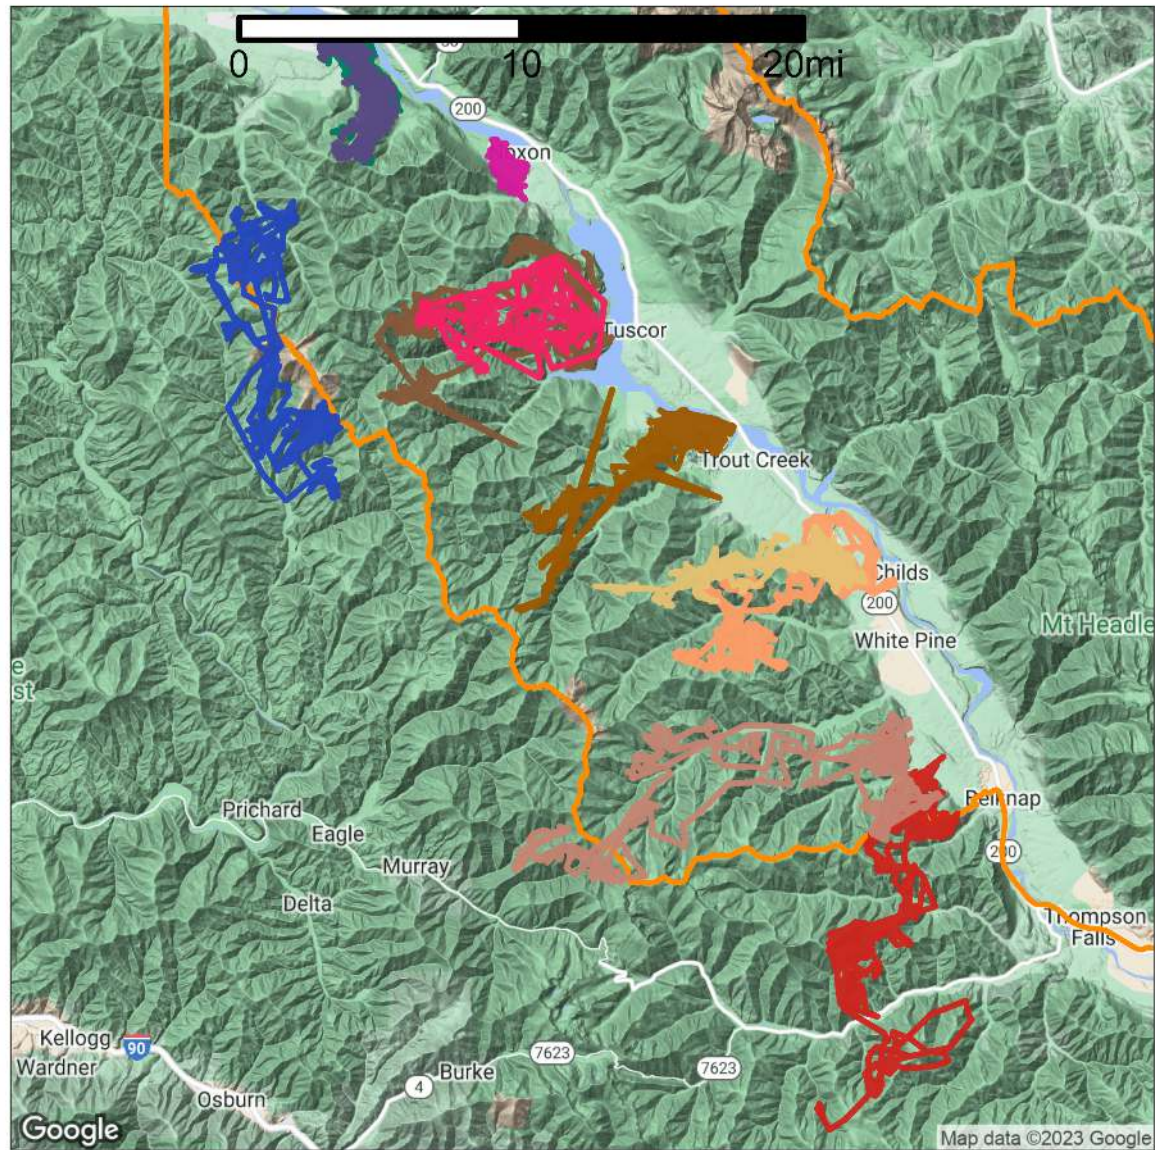 0 10 20mi
200
oxon
Tuscor
Trout Creek
Childs
200
White Pine
Mt Headle
e
st
Belknap
Prichard
Eagle
Murray
200
Delta
Thompson
Falls
Kellogg
90
Wardner
7623
Burke
7623
4
Osburn
Google
Map data ©2023 Google